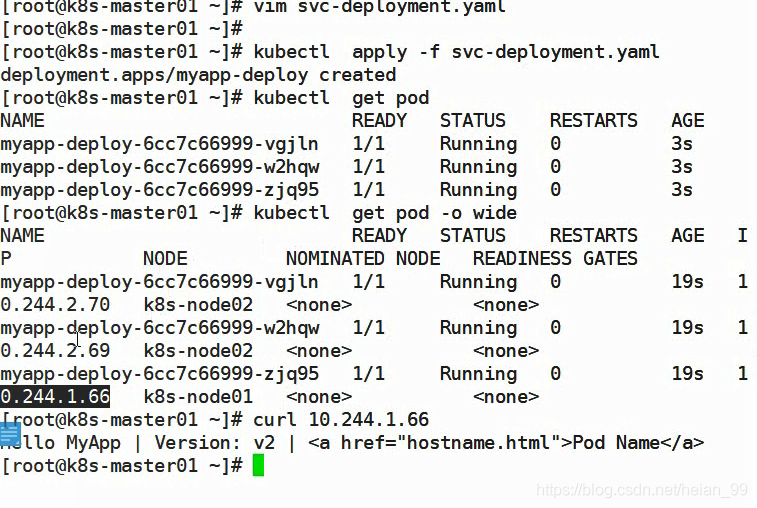 [root@k8s-master01 ~]# vim svc-deployment.yaml
[root@k8s-master01 ~]#
[root@k8s-master01 ~]# kubectl  apply -f svc-deployment.yaml
deployment.apps/myapp-deploy created
[root@k8s-master01 ~]# kubectl  get pod
NAME                            READY   STATUS    RESTARTS   AGE
myapp-deploy-6cc7c66999-vgjln   1/1     Running   0          3s
myapp-deploy-6cc7c66999-w2hqw   1/1     Running   0          3s
myapp-deploy-6cc7c66999-zjq95   1/1     Running   0          3s
[root@k8s-master01 ~]# kubectl  get pod -o wide
NAME                            READY   STATUS    RESTARTS   AGE   I
P            NODE         NOMINATED NODE   READINESS GATES
myapp-deploy-6cc7c66999-vgjln   1/1     Running   0          19s   1
0.244.2.70   k8s-node02   <none>           <none>
myapp-deploy-6cc7c66999-w2hqw   1/1     Running   0          19s   1
0.244.2.69   k8s-node02   <none>           <none>
myapp-deploy-6cc7c66999-zjq95   1/1     Running   0          19s   1
0.244.1.66   k8s-node01   <none>           <none>
[root@k8s-master01 ~]# curl 10.244.1.66
ello MyApp | Version: v2 | <a href="hostname.html">Pod Name</a>
[root@k8s-master01 ~]#
https://blog.csdn.net/helan_99